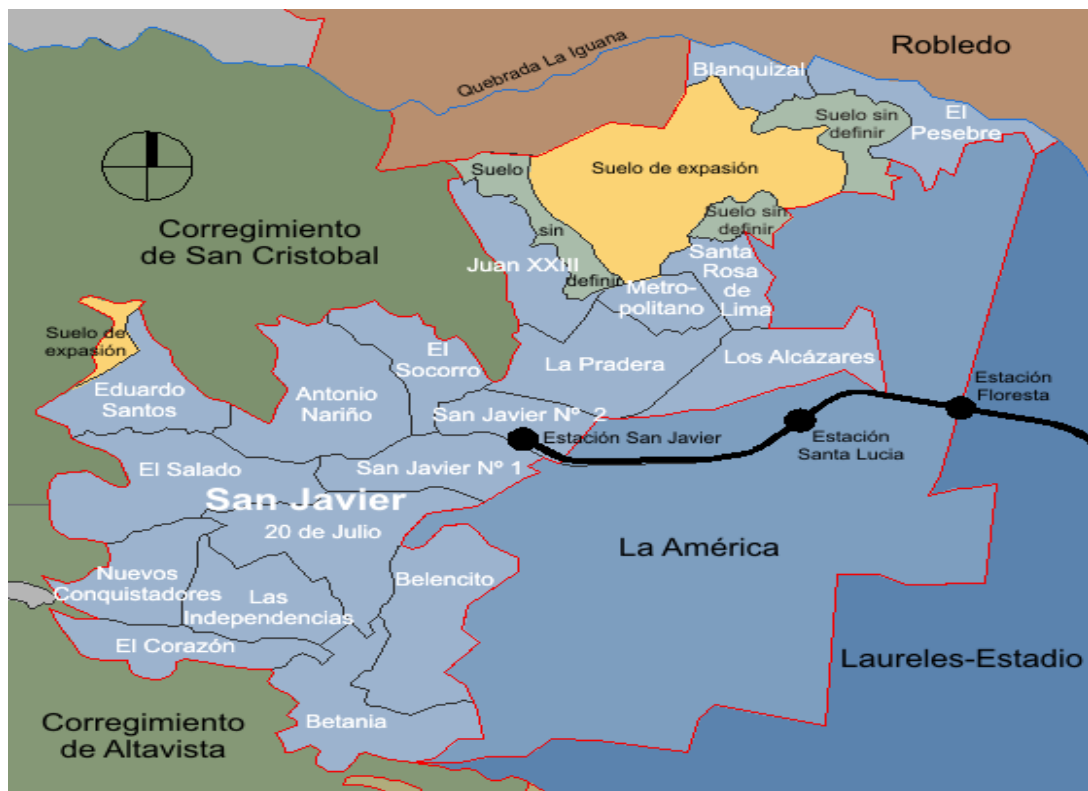 Robledo
Quebrada La Iguana
Blanquizal
El
Pesebre
Suelo sin
definir
Suelo de expasión
Suelo
sin
definir
Suelo sin
definir
Corregimiento
de San Cristobal
Juan XXIII
Santa
Rosa
de
Lima
Metro-
politano
Suelo de
expasión
El
Socorro
La Pradera
Los Alcázares
Eduardo
Santos
Antonio
Nariño
Estación
Floresta
San Javier Nº 2
Estación San Javier
Estación
Santa Lucia
El Salado
San Javier Nº 1
San Javier
20 de Julio
La América
Nuevos
Conquistadores
Las
Independencias
Belencito
El Corazón
Laureles-Estadio
Corregimiento
de Altavista
Betania